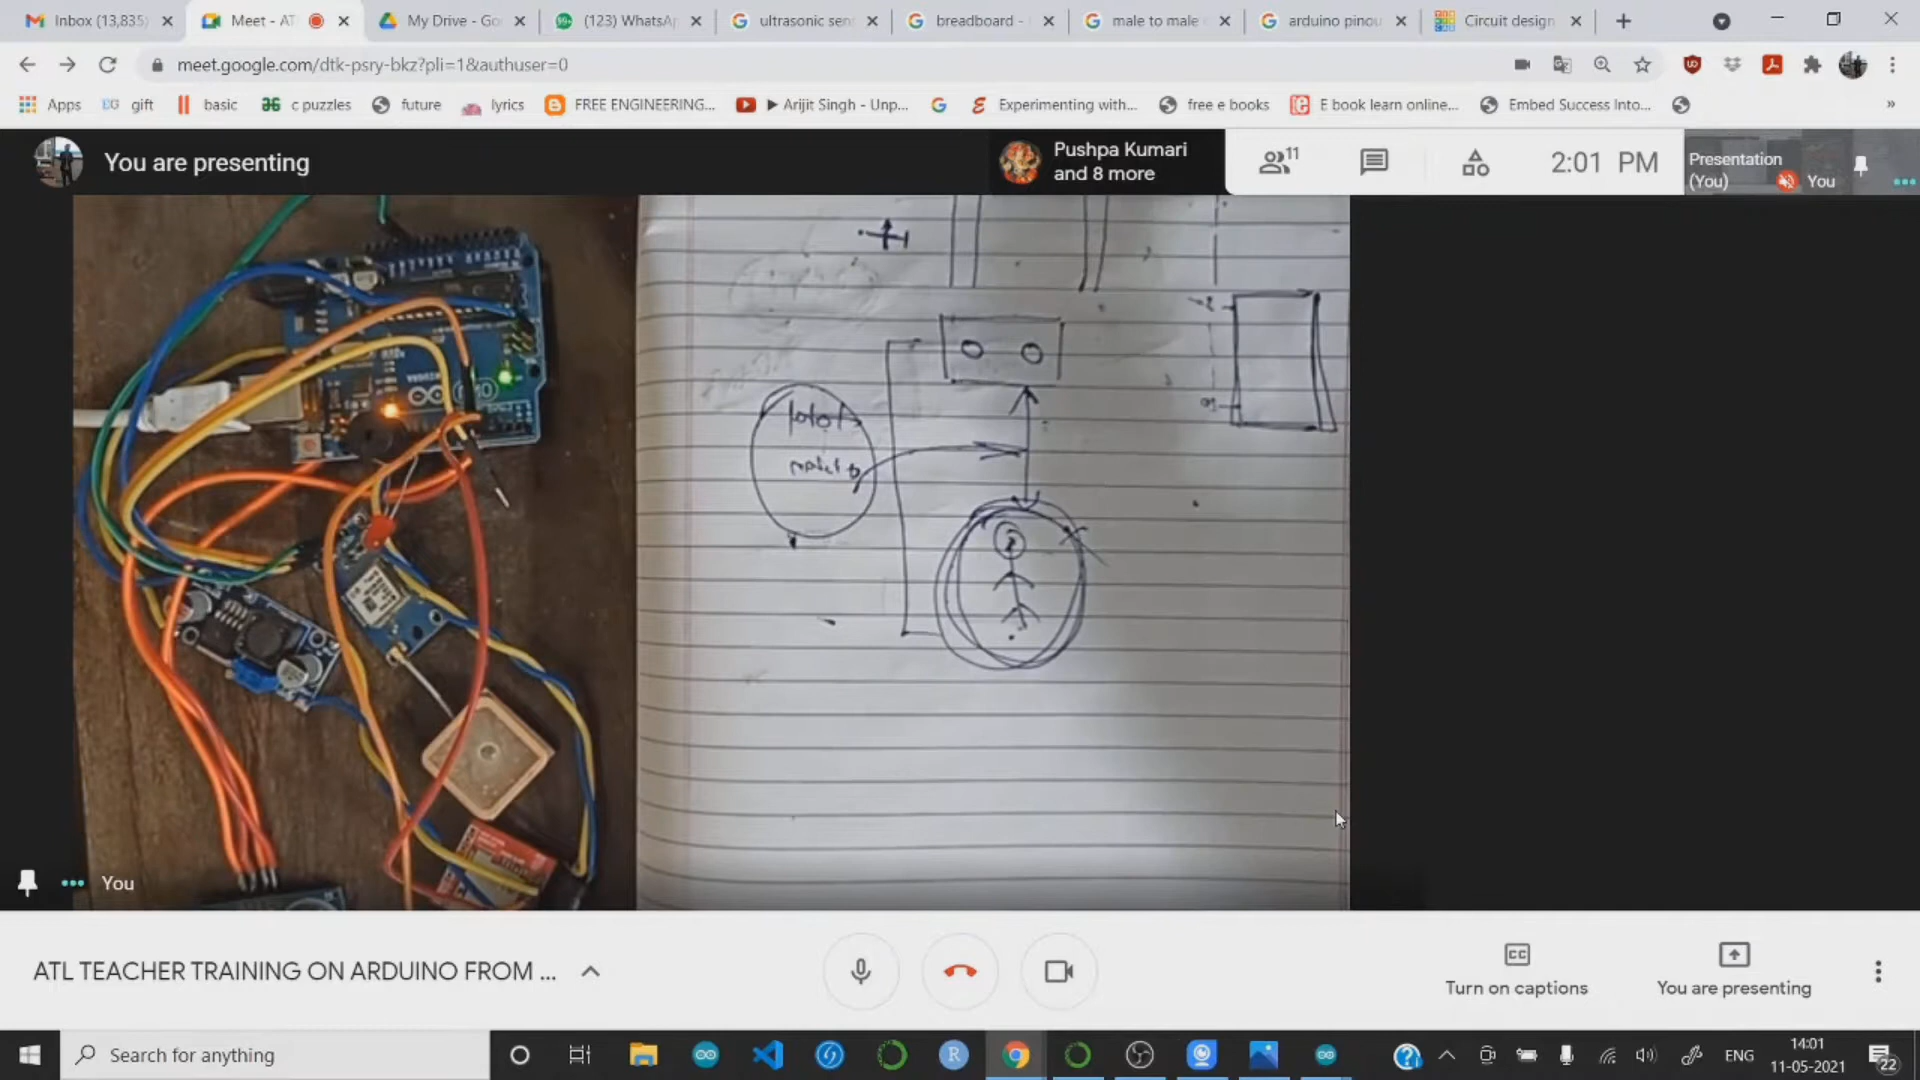 Inbox (13,835)
Meet - AT
My Drive - Go
(123) WhatsA
ultrasonic sen
breadboard -
male to male
arduino pinou
Circuit design
meet.google.com/dtk-psry-bkz?pli=1&authuser=0
Apps
gift
basic
c puzzles
future
lyrics
FREE ENGINEERING...
▶ Arijit Singh - Unp...
Experimenting with...
free e books
E book learn online...
Embed Success Into...
»
You are presenting
Pushpa Kumari
and 8 more
11
2:01 PM
Presentation
(You)
You
You
ATL TEACHER TRAINING ON ARDUINO FROM ...
CC
Turn on captions
You are presenting
Search for anything
R
ENG
14:01
11-05-2021
22